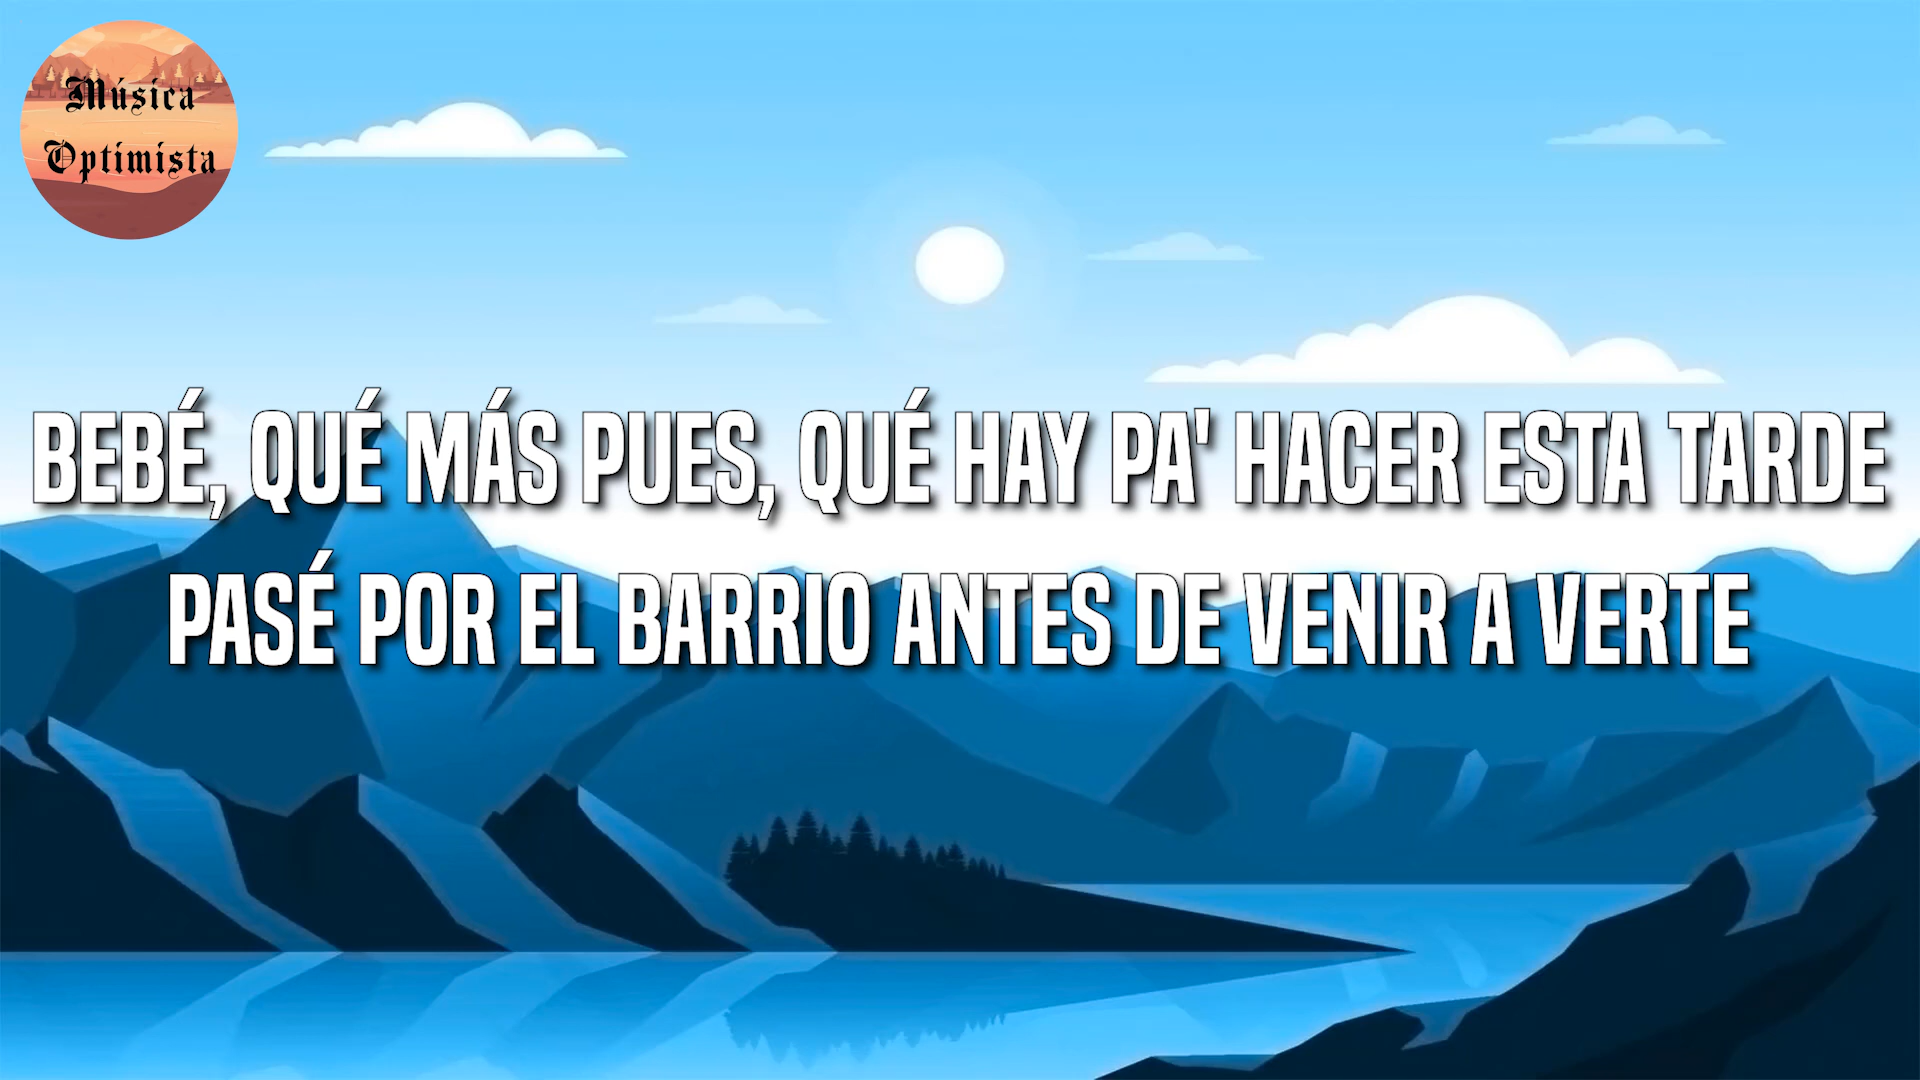 Música
Optimista
BEBÉ, QUÉ MÁS PUES, QUÉ HAY PA' HACER ESTA TARDE
PASÉ POR EL BARRIO ANTES DE VENIR A VERTE